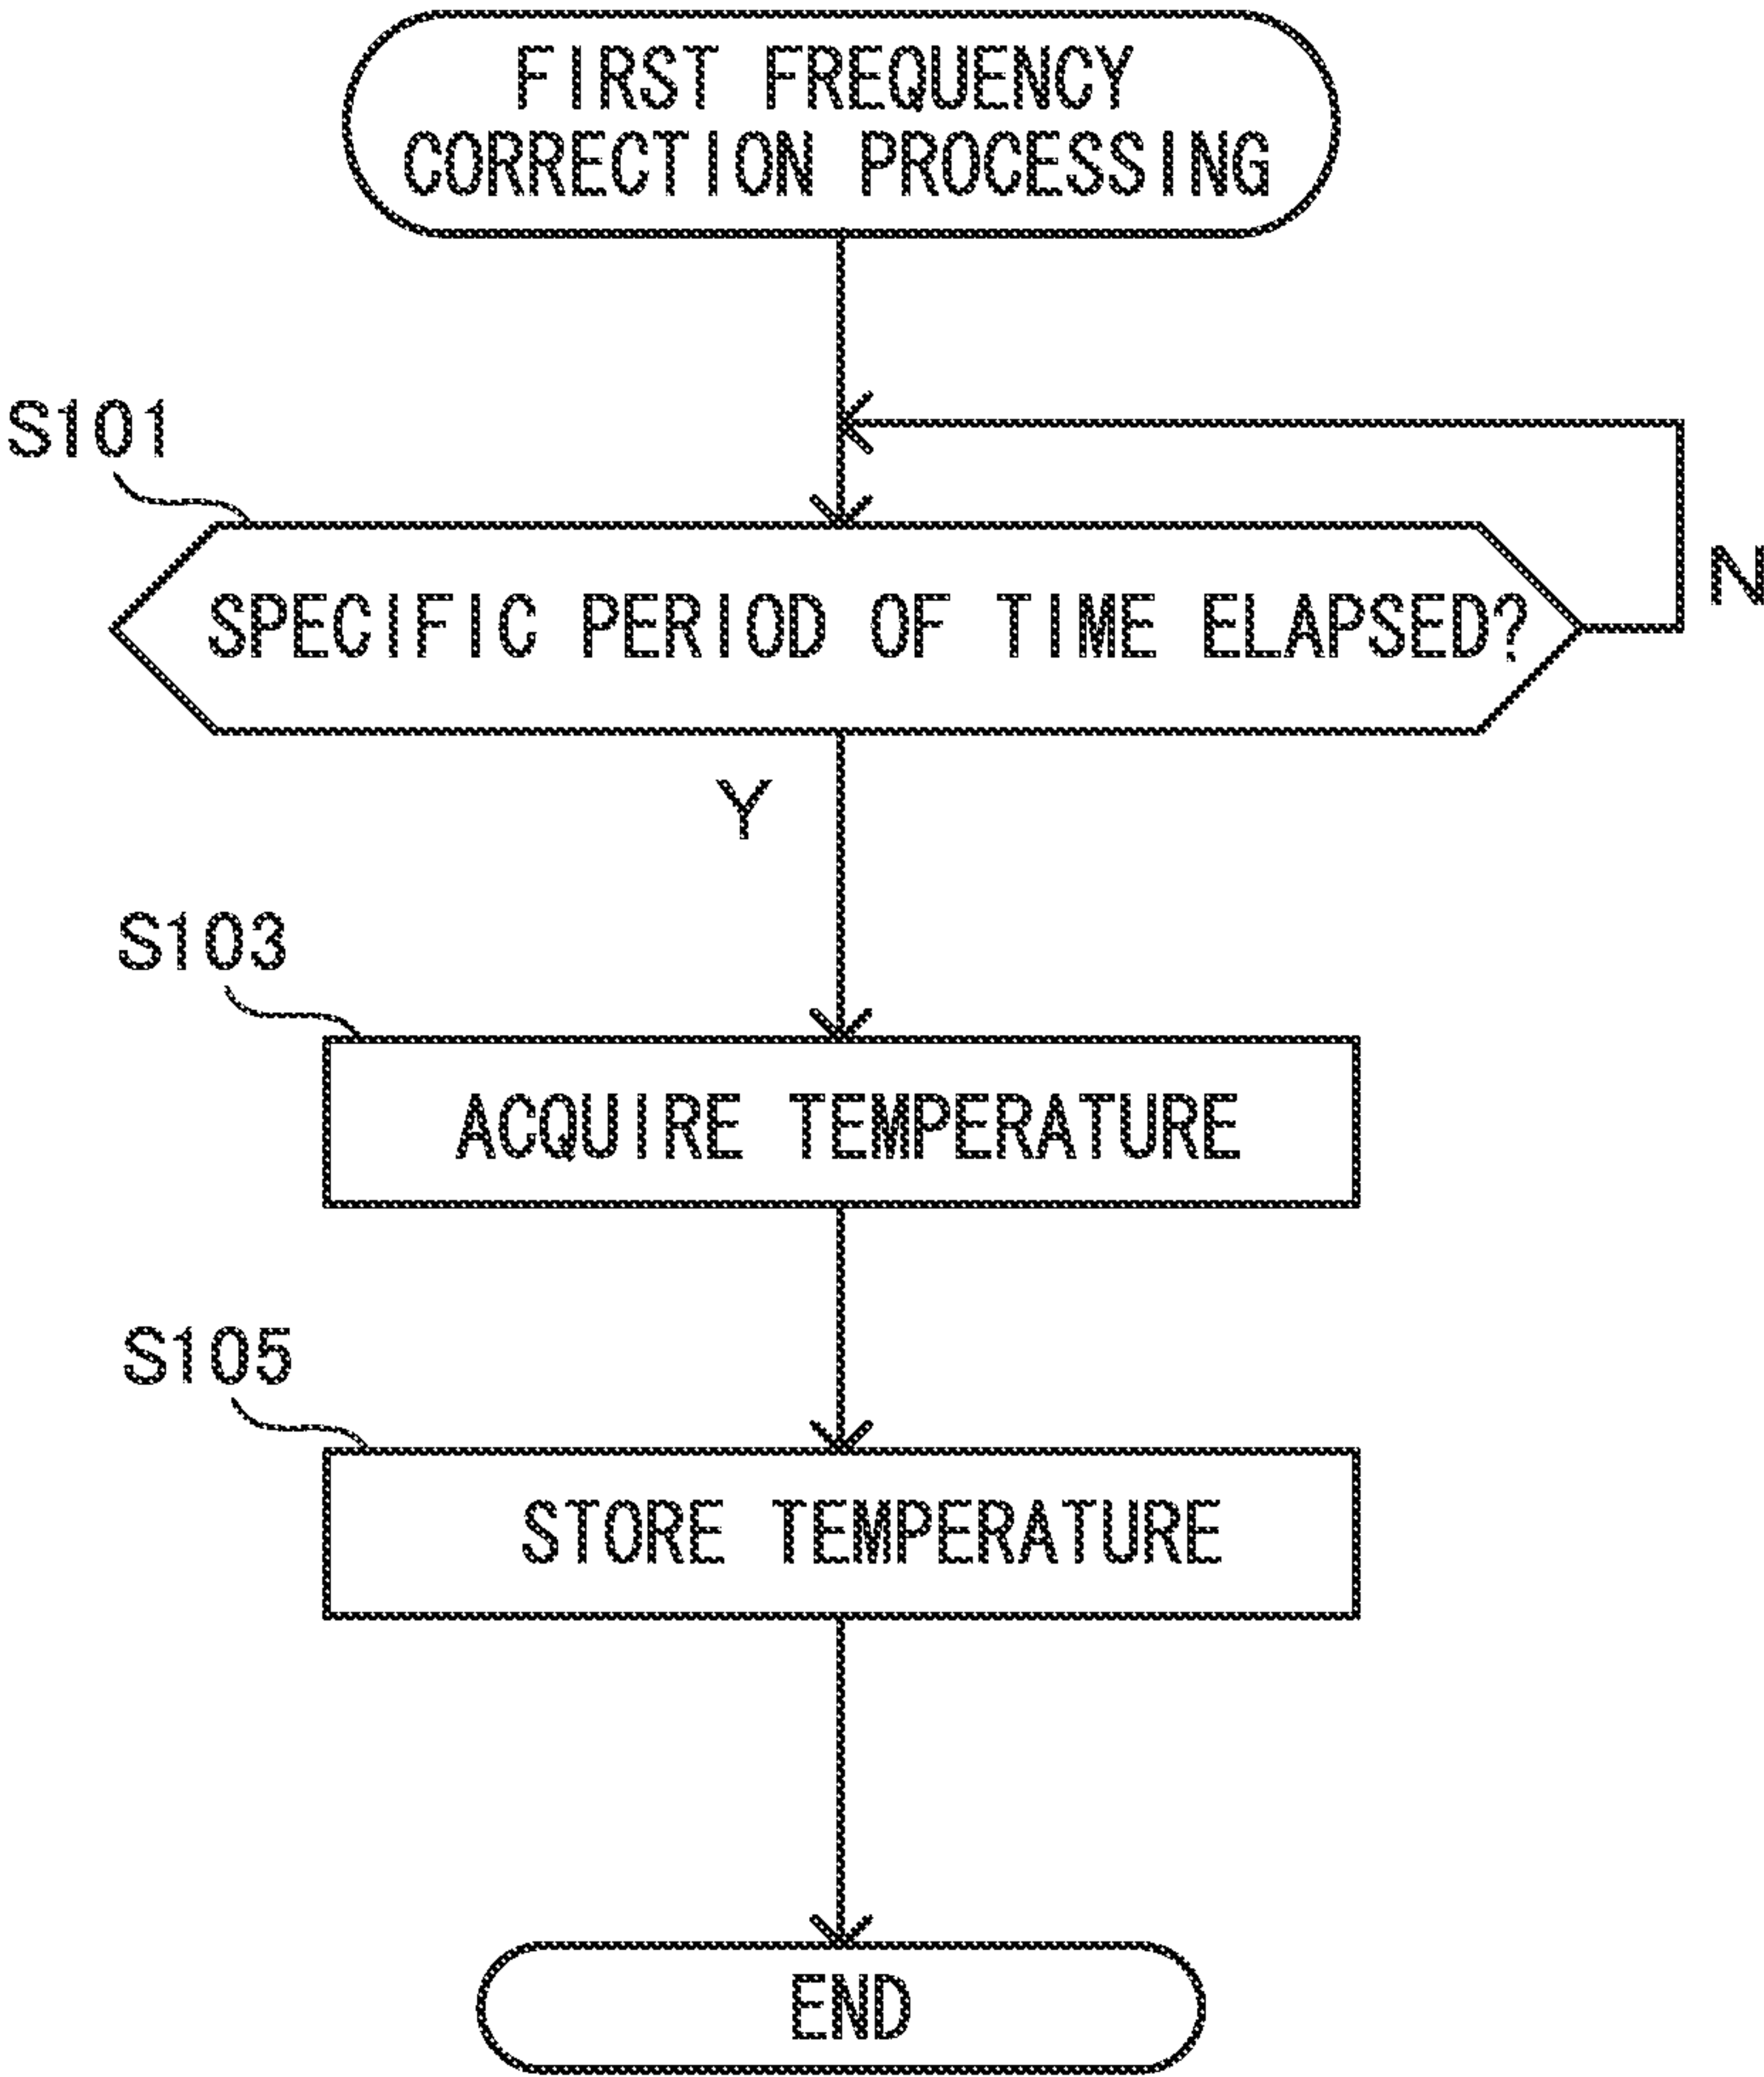 FIRST FREQUENCY
CORRECTION PROCESSING
S101
SPECIFIC PERIOD OF TIME ELAPSED?
N
Y
S103
ACQUIRE TEMPERATURE
S105
STORE TEMPERATURE
END